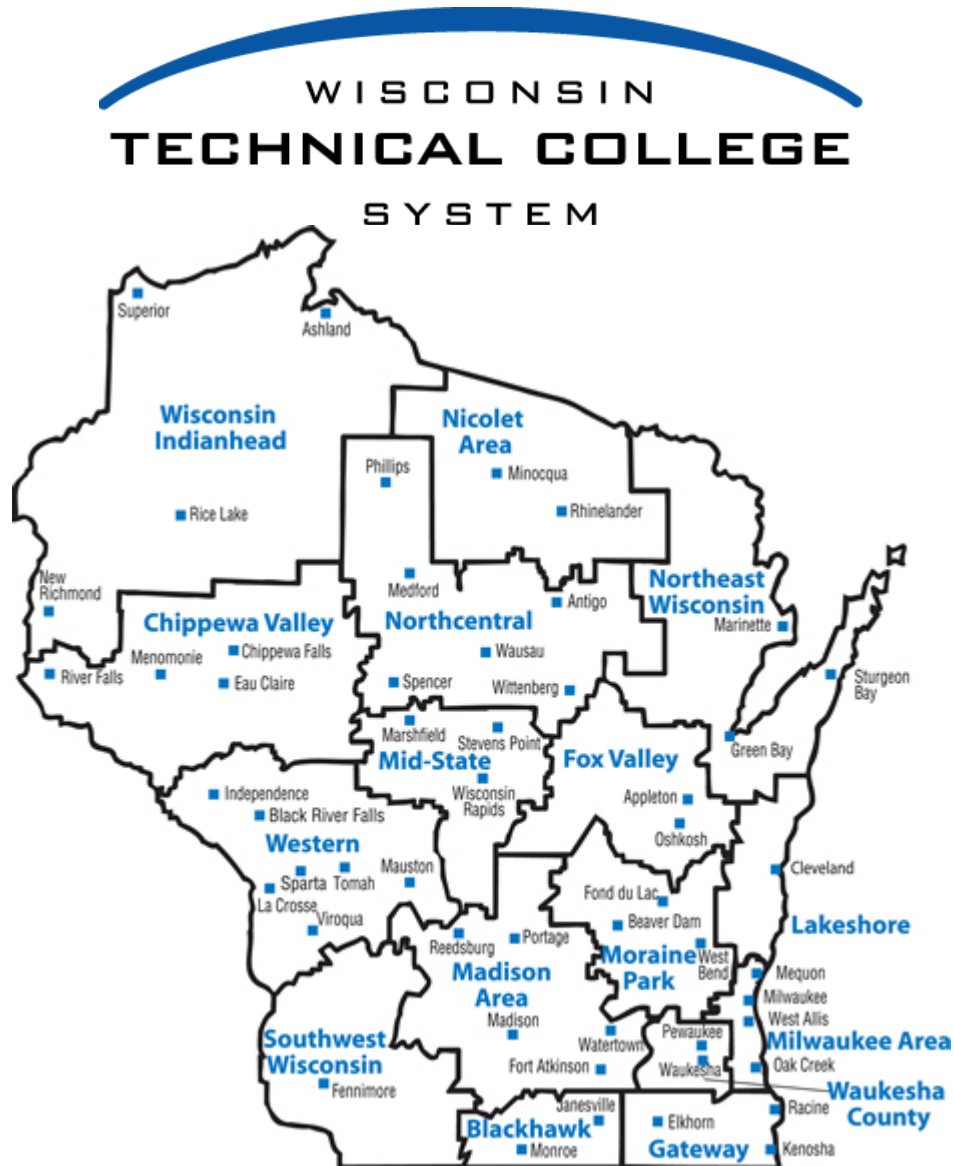 WISCONSIN
TECHNICAL COLLEGE
SYSTEM
Superior
Ashland
Wisconsin
Indianhead
Nicolet
Area
Phillips
Minocqua
Rice Lake
Rhinelander
New
Richmond
Medford
Northeast
Wisconsin
Antigo
Chippewa Valley
Northcentral
Marinette
Chippewa Falls
Wausau
Menomonie
River Falls
Eau Claire
Spencer
Wittenberg
Sturgeon
Bay
Marshfield
Stevens Point
Green Bay
Mid-State
Fox Valley
Independence
Wisconsin
Rapids
Appleton
Black River Falls
Oshkosh
Western
Mauston
Cleveland
Sparta
Tomah
La Crosse
Fond du Lac
Viroqua
Beaver Dam
Lakeshore
Reedsburg
Portage
Moraine
Park
West
Bend
Madison
Area
Mequon
Milwaukee
Madison
West Allis
Watertown
Pewaukee
Milwaukee Area
Southwest
Wisconsin
Fort Atkinson
Waukesha
Oak Creek
Fennimore
Waukesha
County
Janesville
Racine
Elkhorn
Blackhawk
Monroe
Gateway
Kenosha